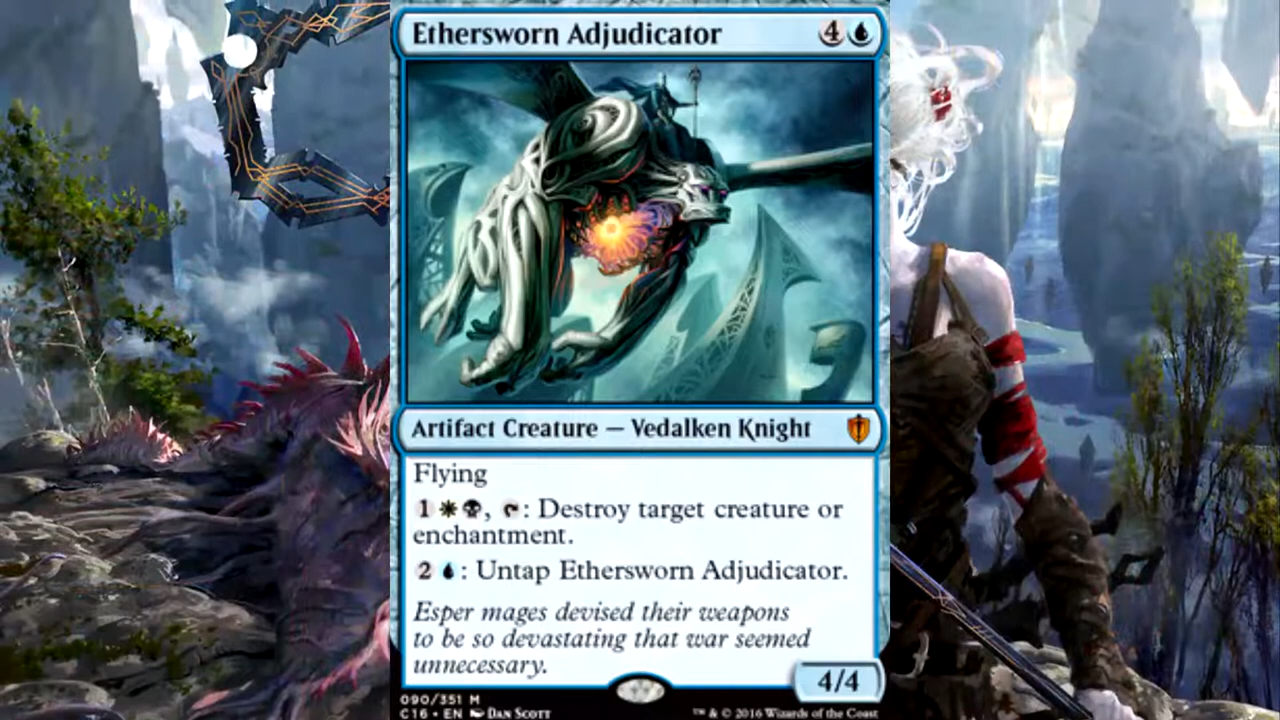 Ethersworn Adjudicator 4
Artifact Creature — Vedalken Knight
Flying
1 , : Destroy target creature or
enchantment.
2 : Untap Ethersworn Adjudicator.
Esper mages devised their weapons
to be so devastating that war seemed
unnecessary.
4/4
090/351 M
C16 • EN Dan Scott
™ & © 2016 Wizards of the Coast